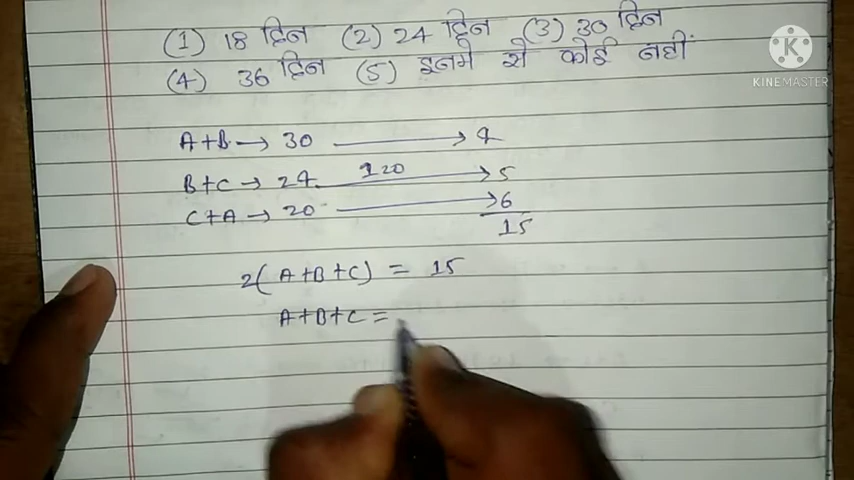 (1) 18 दिन (2) 24 दिन (3) 30 दिन
(4) 36 दिन (5) इनमे से कोई नहीं
KINEMASTER
A+B → 30 → 4
B+C → 24 120 → 5
C+A → 20 → 6
15
2(A+B+C) = 15
A+B+C =